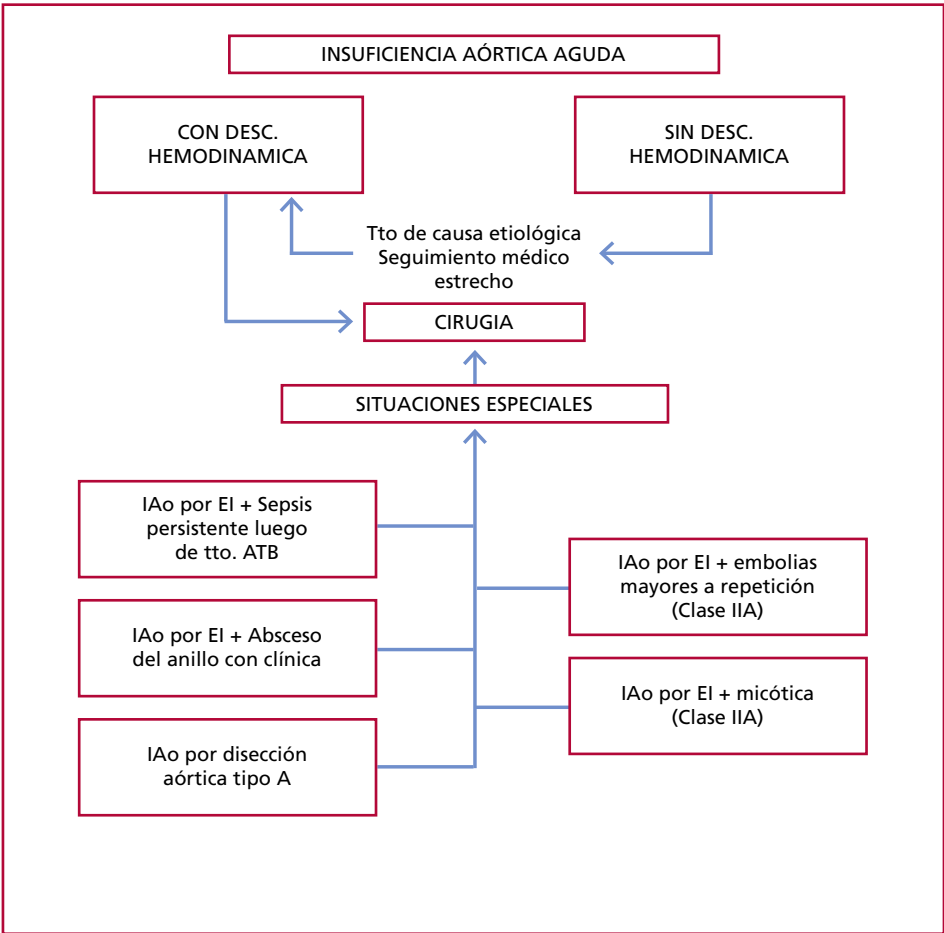 INSUFICIENCIA AÓRTICA AGUDA
CON DESC.
HEMODINAMICA
SIN DESC.
HEMODINAMICA
Tto de causa etiológica
Seguimiento médico
estrecho
CIRUGIA
SITUACIONES ESPECIALES
IAo por EI + Sepsis
persistente luego
de tto. ATB
IAo por EI + Absceso
del anillo con clínica
IAo por disección
aórtica tipo A
IAo por EI + embolias
mayores a repetición
(Clase IIA)
IAo por EI + micótica
(Clase IIA)